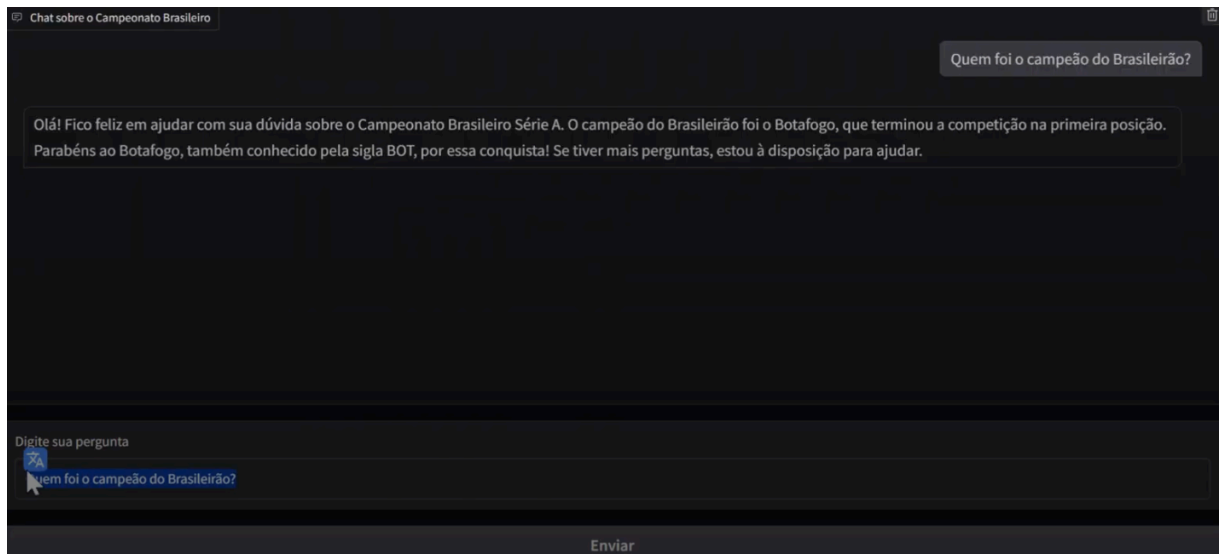 Chat sobre o Campeonato Brasileiro
Quem foi o campeão do Brasileirão?
Olá! Fico feliz em ajudar com sua dúvida sobre o Campeonato Brasileiro Série A. O campeão do Brasileirão foi o Botafogo, que terminou a competição na primeira posição.
Parabéns ao Botafogo, também conhecido pela sigla BOT, por essa conquista! Se tiver mais perguntas, estou à disposição para ajudar.
Digite sua pergunta
Quem foi o campeão do Brasileirão?
Enviar